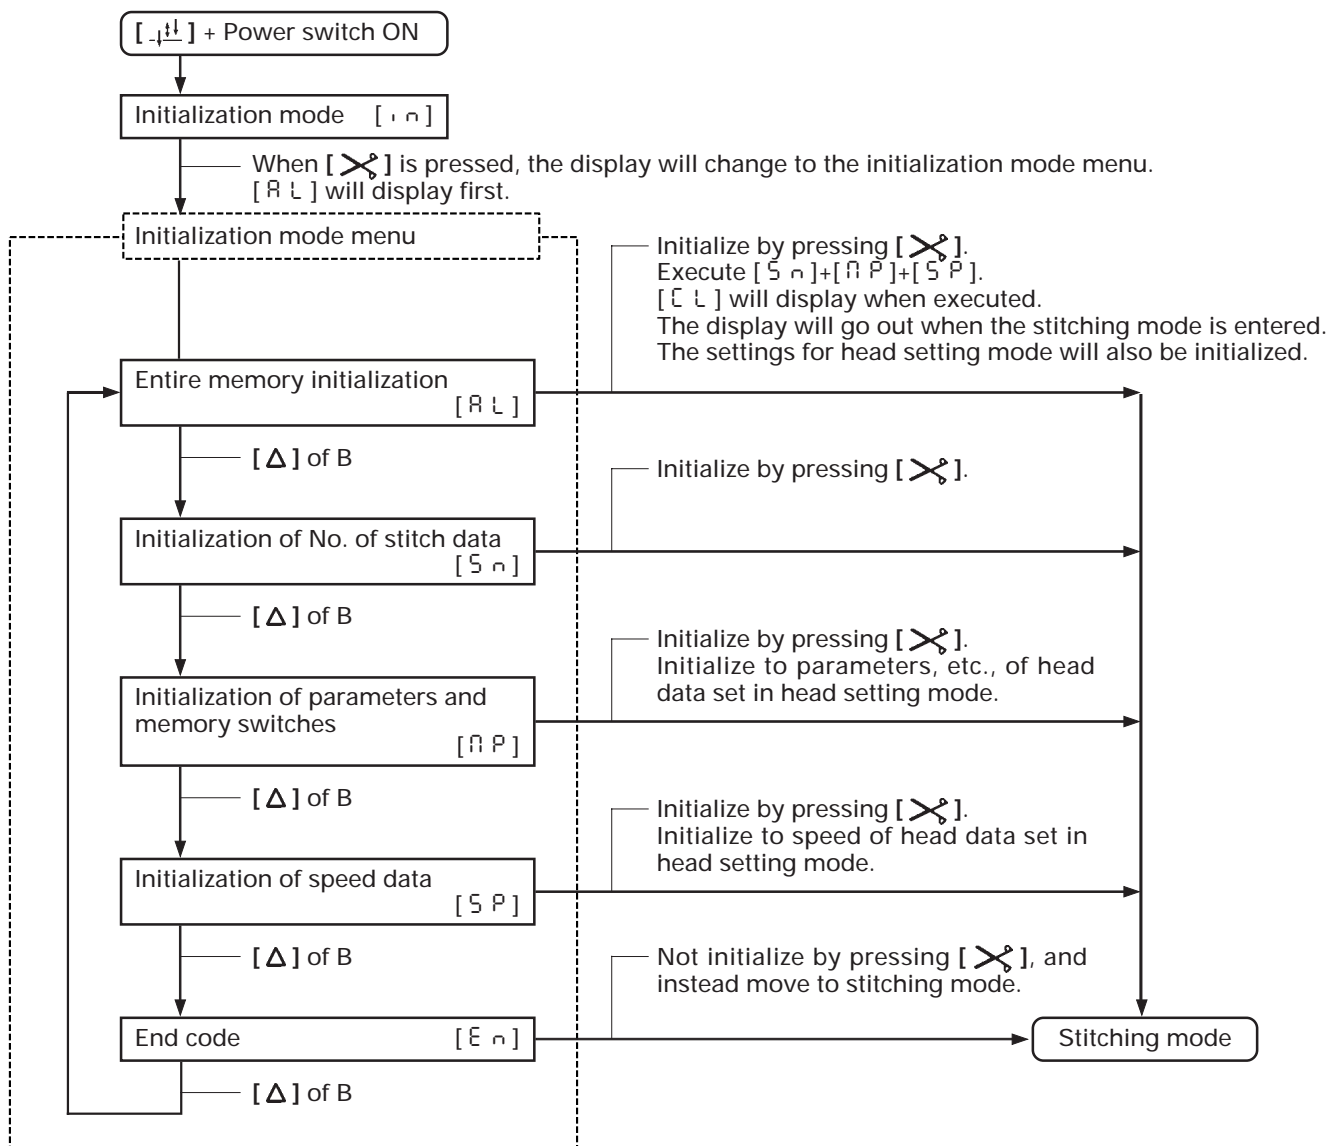 [ ] + Power switch ON
Initialization mode [ in ]
When [ ] is pressed, the display will change to the initialization mode menu.
[ AL ] will display first.
Initialization mode menu
Initialize by pressing [ ].
Execute [ Sn ]+[ MP ]+[ SP ].
[ CL ] will display when executed.
The display will go out when the stitching mode is entered.
The settings for head setting mode will also be initialized.
Entire memory initialization
[ AL ]
[ Δ ] of B
Initialize by pressing [ ].
Initialization of No. of stitch data
[ Sn ]
[ Δ ] of B
Initialize by pressing [ ].
Initialize to parameters, etc., of head
data set in head setting mode.
Initialization of parameters and
memory switches
[ MP ]
[ Δ ] of B
Initialize by pressing [ ].
Initialize to speed of head data set in
head setting mode.
Initialization of speed data
[ SP ]
[ Δ ] of B
Not initialize by pressing [ ], and
instead move to stitching mode.
End code [ En ]
Stitching mode
[ Δ ] of B